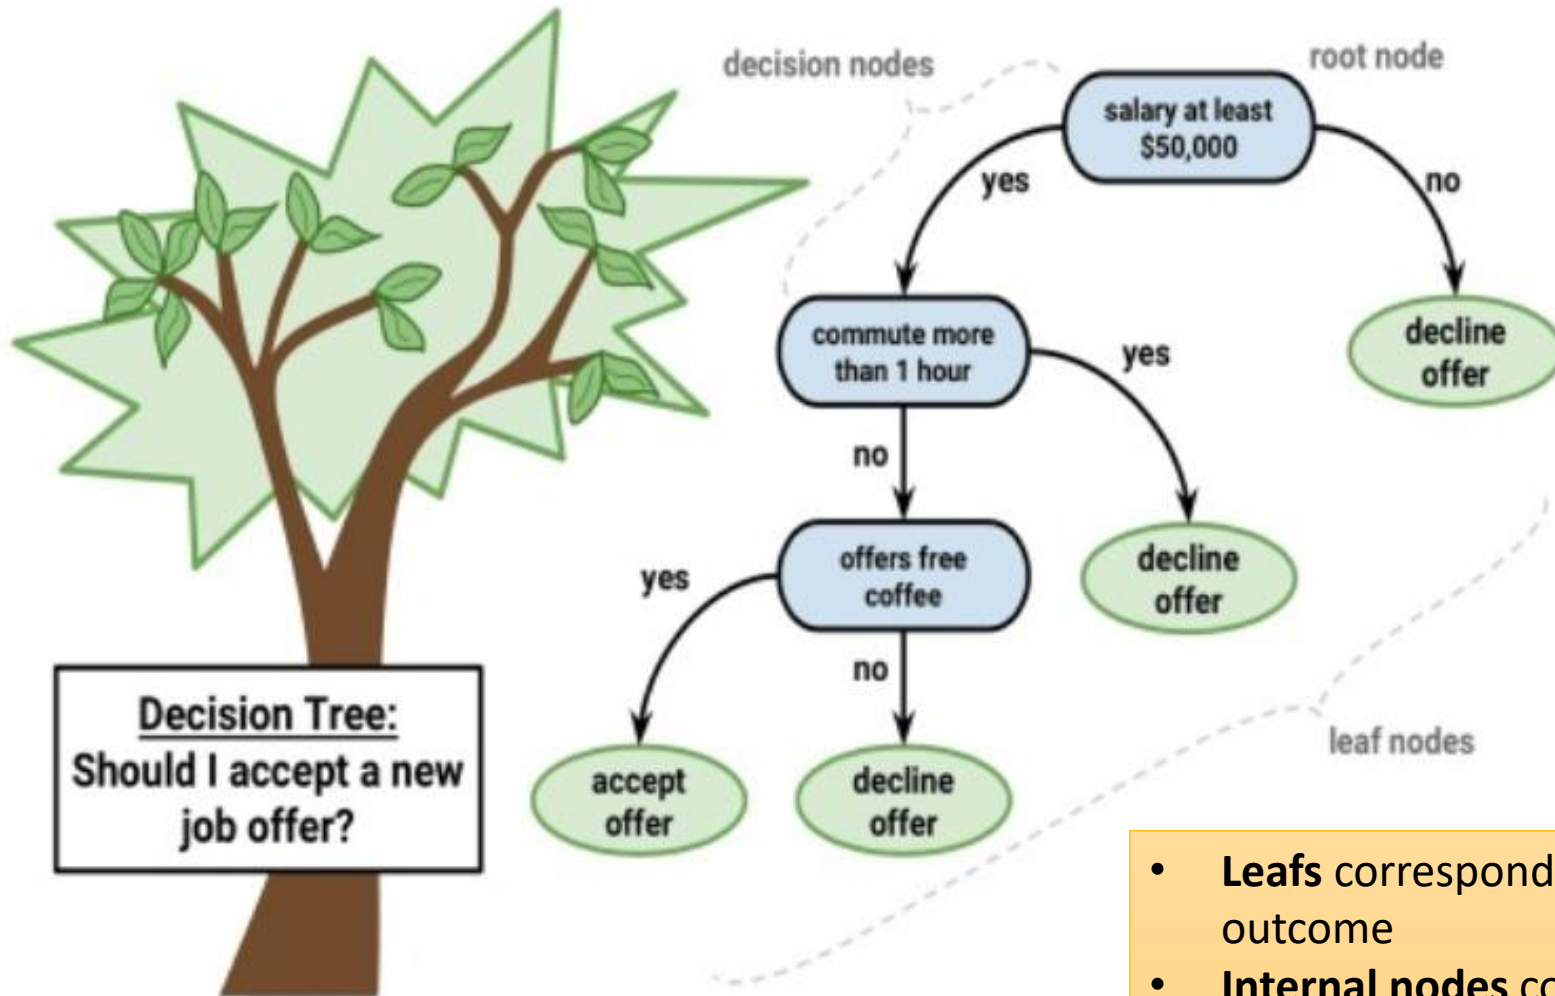 decision nodes
root node
salary at least
$50,000
yes
no
commute more
than 1 hour
yes
decline
offer
no
offers free
coffee
decline
offer
yes
no
accept
offer
decline
offer
leaf nodes
Decision Tree:
Should I accept a new
job offer?
• Leafs correspond
outcome
• Internal nodes